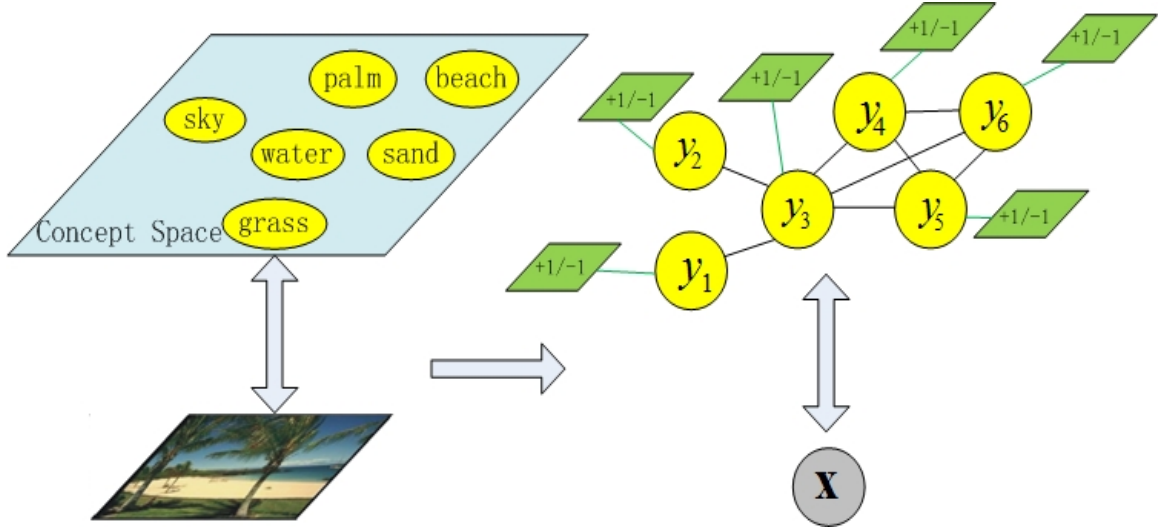 palm
beach
sky
water
sand
grass
Concept Space
+1/-1
+1/-1
+1/-1
+1/-1
y4
y6
y2
y3
y5
+1/-1
+1/-1
y1
x